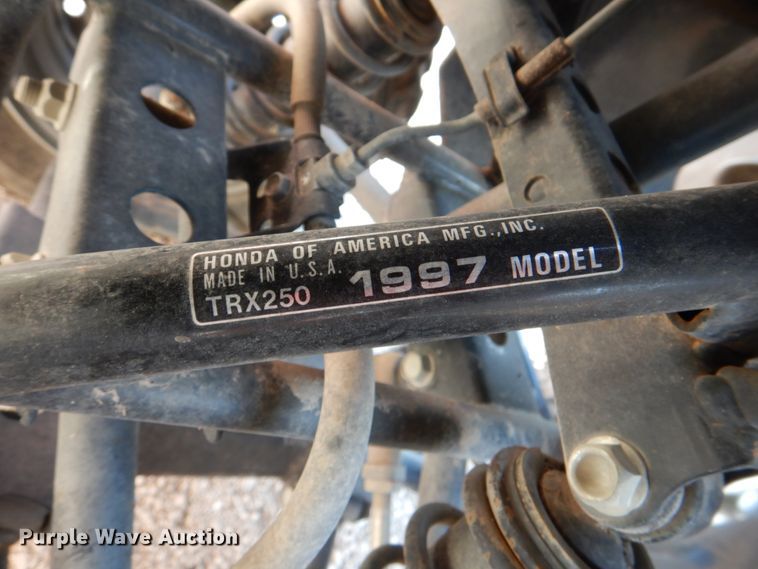 HONDA OF AMERICA MFG.,INC.
MADE IN U.S.A.
TRX250 1997 MODEL
Purple Wave Auction